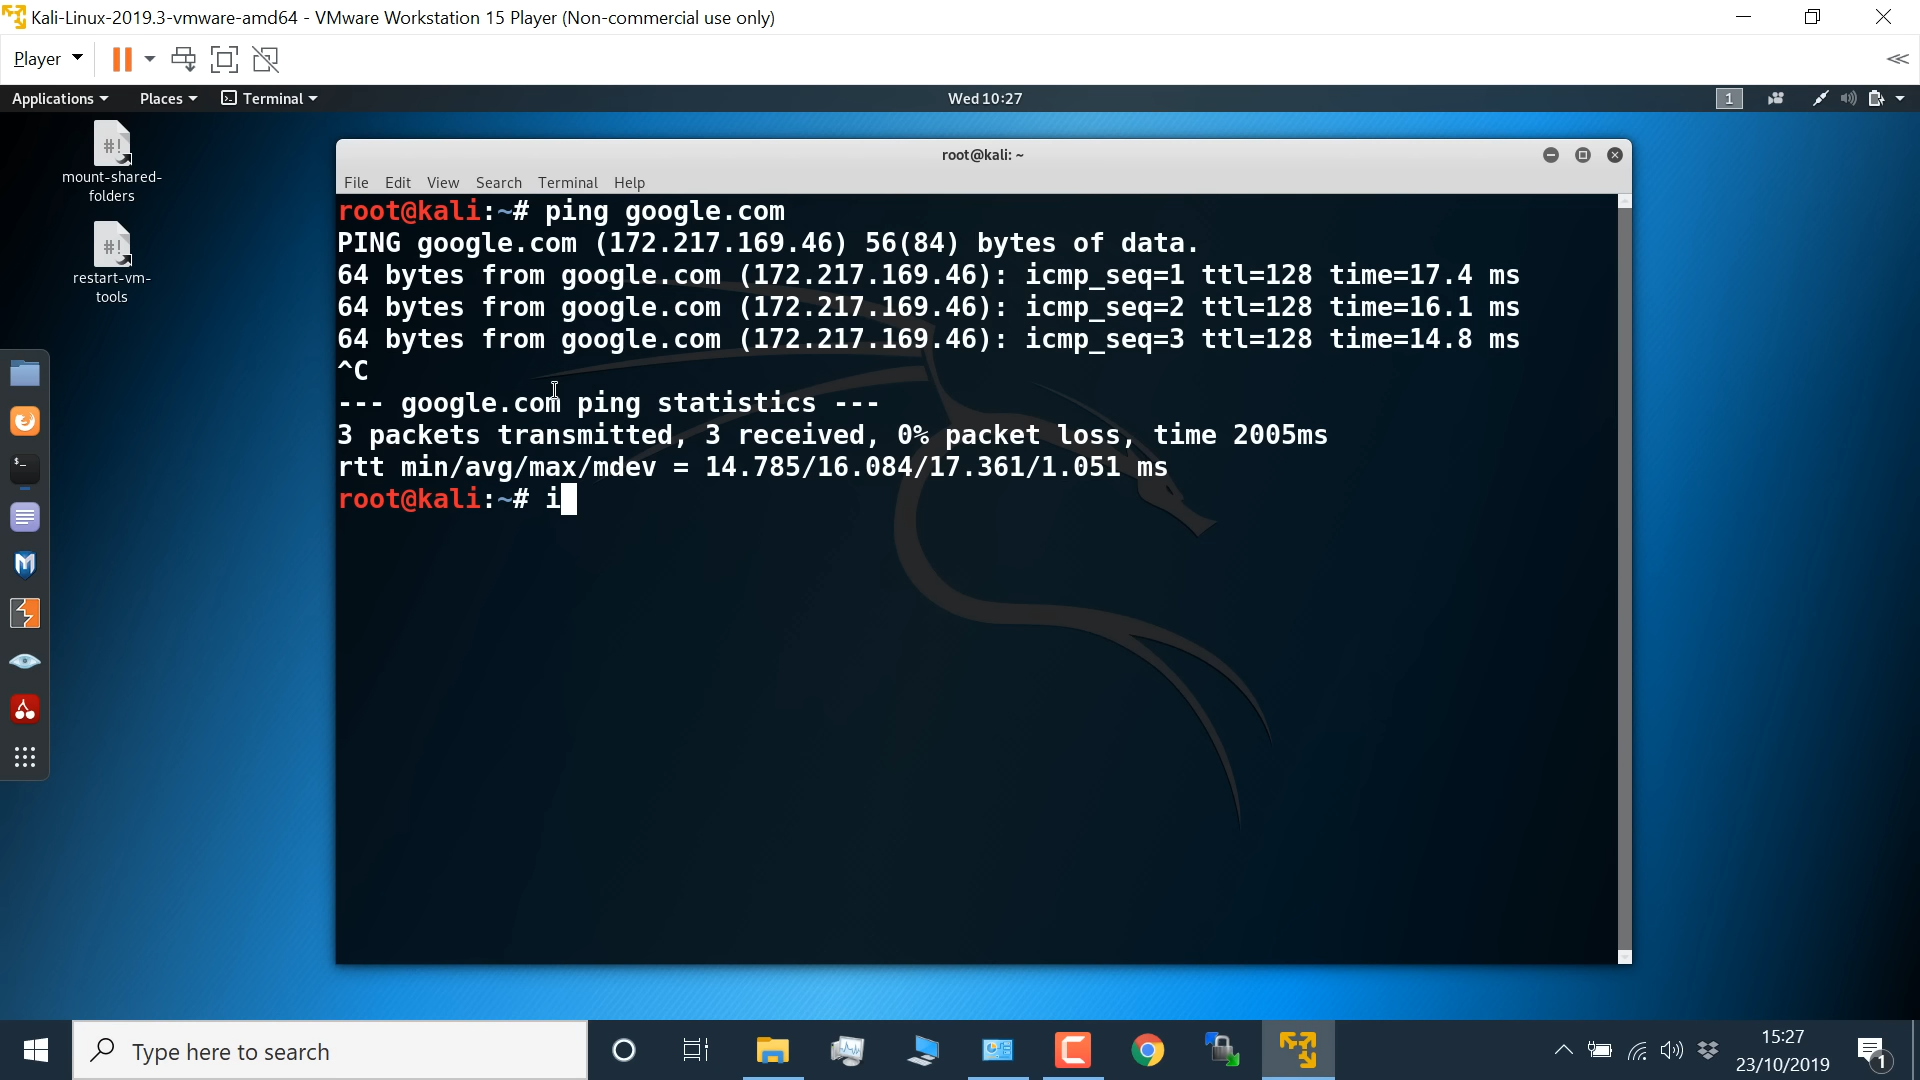 Kali-Linux-2019.3-vmware-amd64 - VMware Workstation 15 Player (Non-commercial use only)
Player
Applications Places Terminal Wed 10:27 1
#!
mount-shared-
folders
#!
restart-vm-
tools
root@kali: ~
File Edit View Search Terminal Help
root@kali:~# ping google.com
PING google.com (172.217.169.46) 56(84) bytes of data.
64 bytes from google.com (172.217.169.46): icmp_seq=1 ttl=128 time=17.4 ms
64 bytes from google.com (172.217.169.46): icmp_seq=2 ttl=128 time=16.1 ms
64 bytes from google.com (172.217.169.46): icmp_seq=3 ttl=128 time=14.8 ms
^C
--- google.com ping statistics ---
3 packets transmitted, 3 received, 0% packet loss, time 2005ms
rtt min/avg/max/mdev = 14.785/16.084/17.361/1.051 ms
root@kali:~# i
Type here to search
15:27
23/10/2019
1